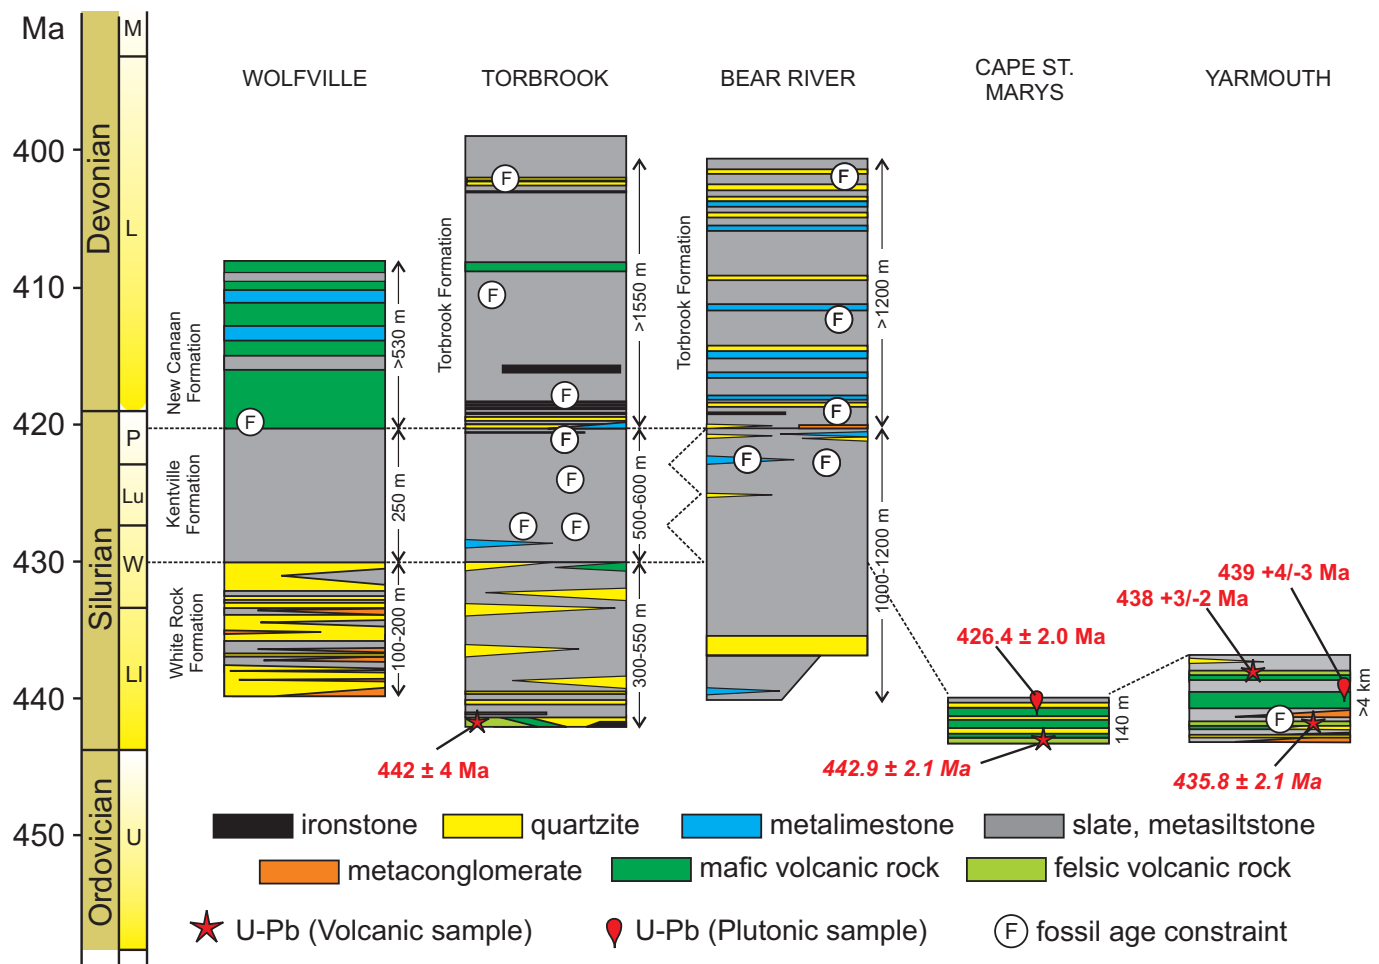 Ma
400
410
420
430
440
450
Devonian
Silurian
Ordovician
M
L
P
Lu
W
Ll
U
WOLFVILLE
TORBROOK
BEAR RIVER
CAPE ST.
MARYS
YARMOUTH
New Canaan
Formation
Kentville
Formation
White Rock
Formation
>530 m
250 m
100-200 m
F
Torbrook Formation
>1550 m
500-600 m
300-550 m
F
F
F
F
F
F
F
442 ± 4 Ma
Torbrook Formation
>1200 m
1000-1200 m
F
F
F
F
F
426.4 ± 2.0 Ma
442.9 ± 2.1 Ma
140 m
439 +4/-3 Ma
438 +3/-2 Ma
F
435.8 ± 2.1 Ma
>4 km
ironstone
quartzite
metalimestone
slate, metasiltstone
metaconglomerate
mafic volcanic rock
felsic volcanic rock
U-Pb (Volcanic sample)
U-Pb (Plutonic sample)
F fossil age constraint